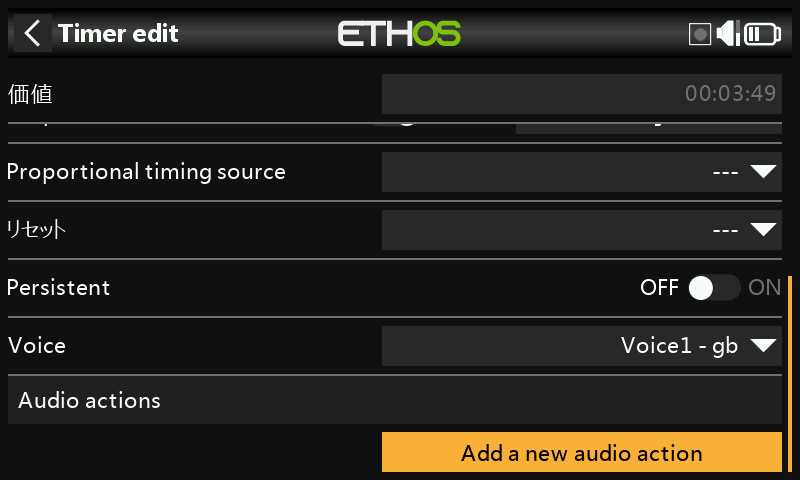 Timer edit
ETHOS
価値
00:03:49
Proportional timing source
---
リセット
---
Persistent
OFF
ON
Voice
Voice1 - gb
Audio actions
Add a new audio action